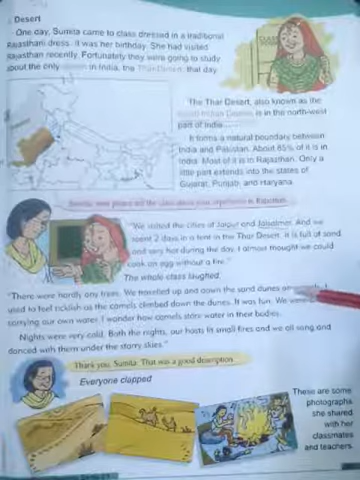 Desert
One day, Sumita came to class dressed in a traditional
Rajasthani dress. It was her birthday. She had visited
Rajasthan recently. Fortunately they were going to study
about the only desert in India, the Thar Desert, that day.
The Thar Desert, also known as the
Great Indian Desert, is in the north-west
part of India.
It forms a natural boundary between
India and Pakistan. About 85% of it is in
India. Most of it is in Rajasthan. Only a
little part extends into the states of
Gujarat, Punjab, and Haryana.
Sumita, now please tell the class about your experience in Rajasthan.
"We visited the cities of Jaipur and Jaisalmer. And we
spent 2 days in a tent in the Thar Desert. It is full of sand
and very hot during the day. I almost thought we could
cook an egg without a fire."
The whole class laughed.
"There were hardly any trees. We travelled up and down the sand dunes on
used to feel ticklish as the camels climbed down the dunes. It was fun. We
carrying our own water. I wonder how camels store water in their bodies.
Nights were very cold. Both the nights, our hosts lit small fires and we all sang and
danced with them under the starry skies."
Thank you, Sumita. That was a good description.
Everyone clapped
These are some
photographs
she shared
with her
classmates
and teachers.